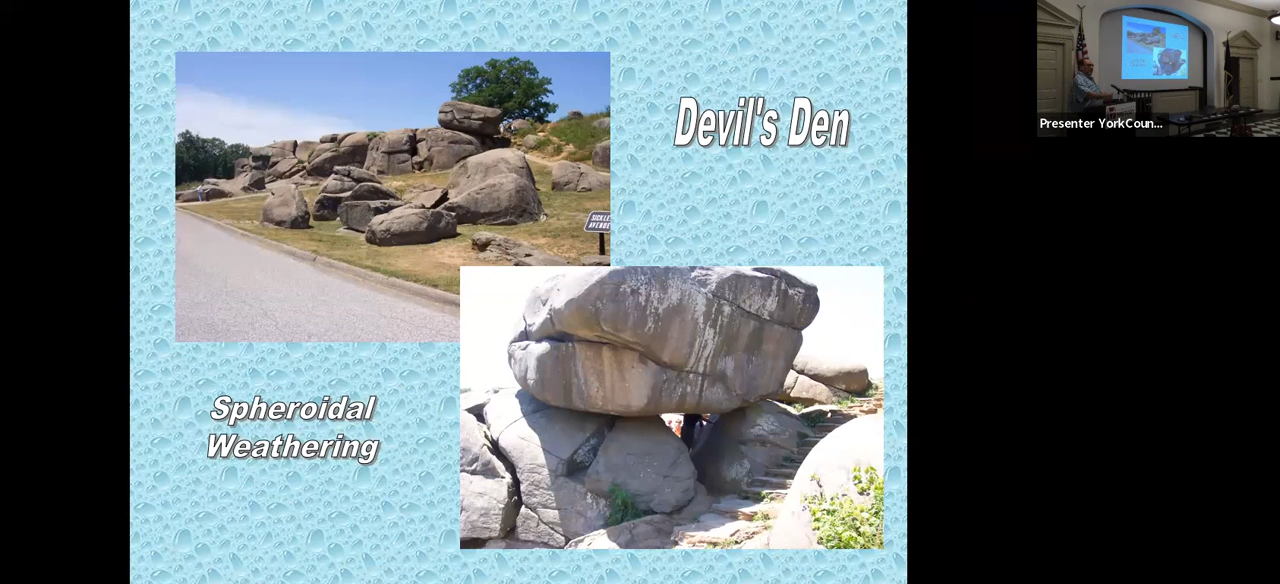 Devil's Den
Presenter YorkCoun...
SICKLES
AVENUE
Spheroidal
Weathering